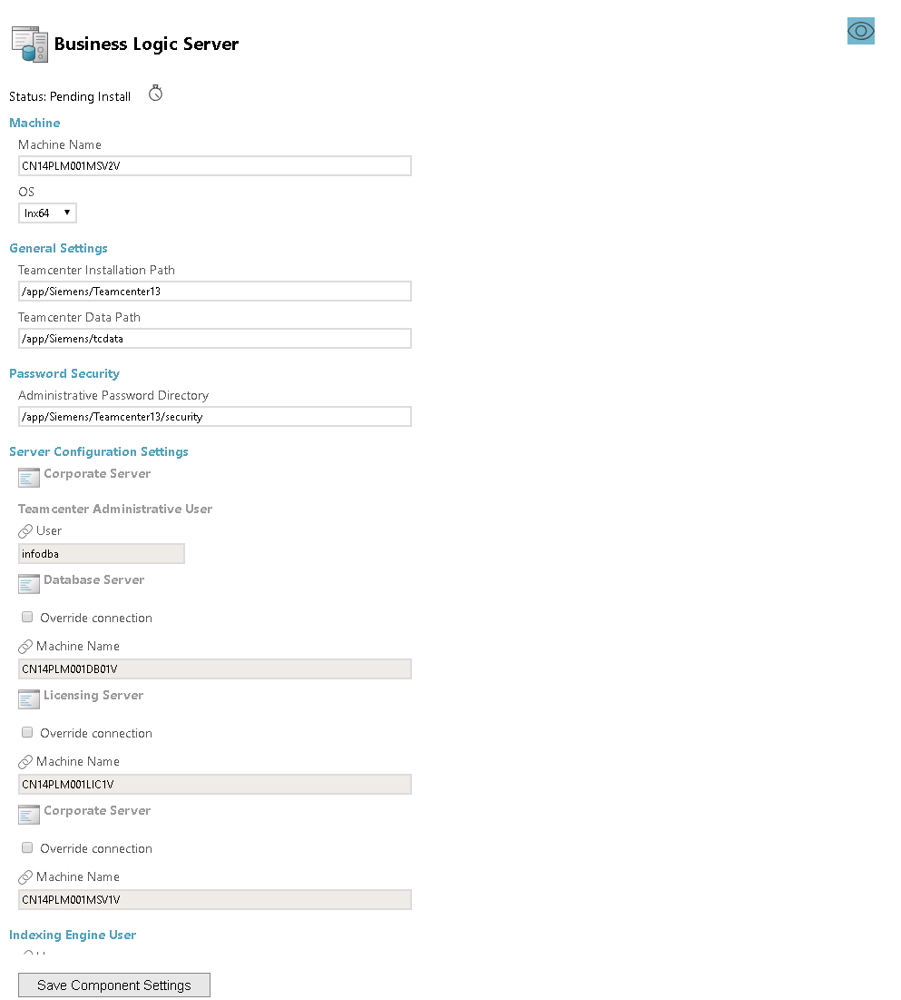 Business Logic Server
Status: Pending Install
Machine
Machine Name
CN14PLM001MSV2V
OS
lnx64
General Settings
Teamcenter Installation Path
/app/Siemens/Teamcenter13
Teamcenter Data Path
/app/Siemens/tcdata
Password Security
Administrative Password Directory
/app/Siemens/Teamcenter13/security
Server Configuration Settings
Corporate Server
Teamcenter Administrative User
User
infodba
Database Server
Override connection
Machine Name
CN14PLM001DB01V
Licensing Server
Override connection
Machine Name
CN14PLM001LIC1V
Corporate Server
Override connection
Machine Name
CN14PLM001MSV1V
Indexing Engine User
Save Component Settings